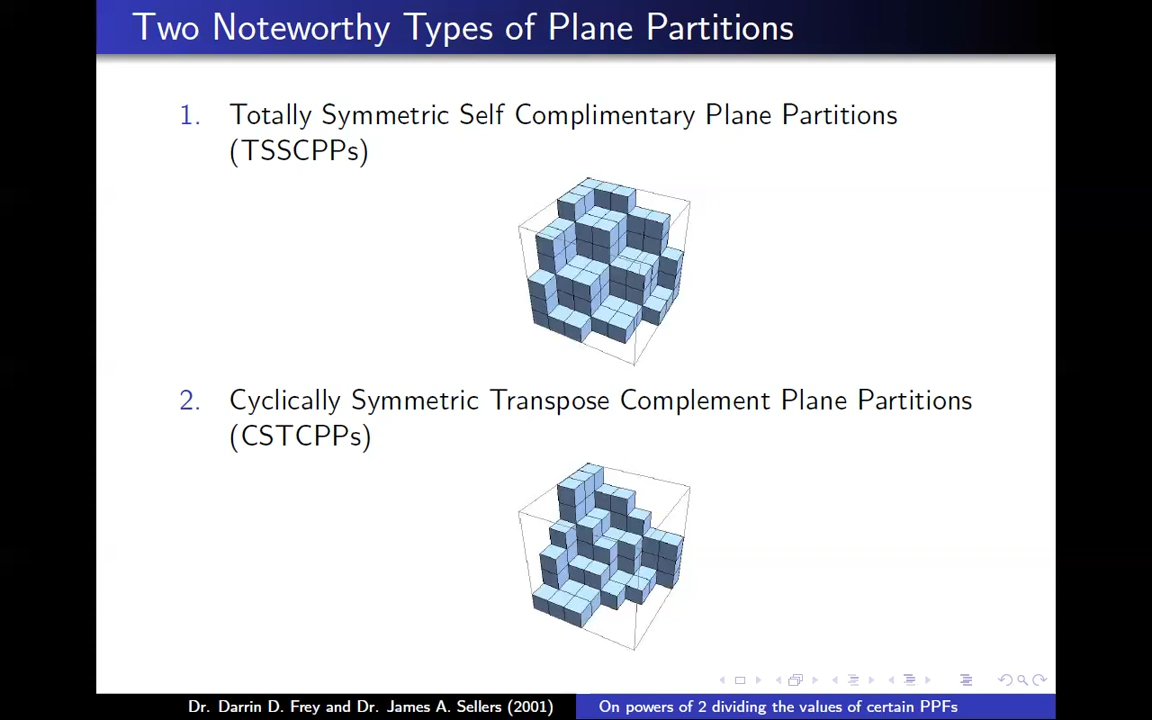 Two Noteworthy Types of Plane Partitions
1. Totally Symmetric Self Complimentary Plane Partitions
(TSSCPPs)
2. Cyclically Symmetric Transpose Complement Plane Partitions
(CSTCPPs)
Dr. Darrin D. Frey and Dr. James A. Sellers (2001)
On powers of 2 dividing the values of certain PPFs